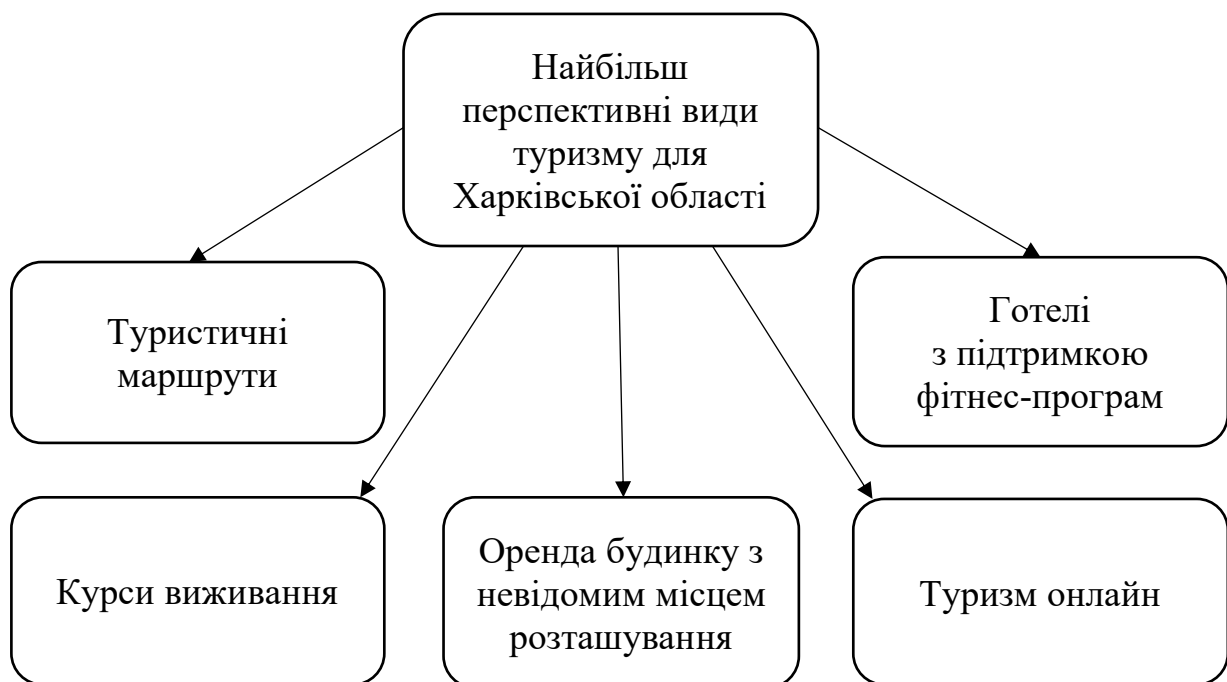 Найбільш
перспективні види
туризму для
Харківської області
Туристичні
маршрути
Готелі
з підтримкою
фітнес-програм
Курси виживання
Оренда будинку з
невідомим місцем
розташування
Туризм онлайн